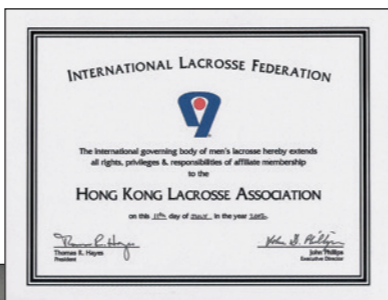 INTERNATIONAL LACROSSE FEDERATION
The international governing body of men's lacrosse hereby extends
all rights, privileges & responsibilities of affiliate membership
to the
HONG KONG LACROSSE ASSOCIATION
on this 11th day of in the year
Thomas R. Hayes
President
John Phillips
Executive Director